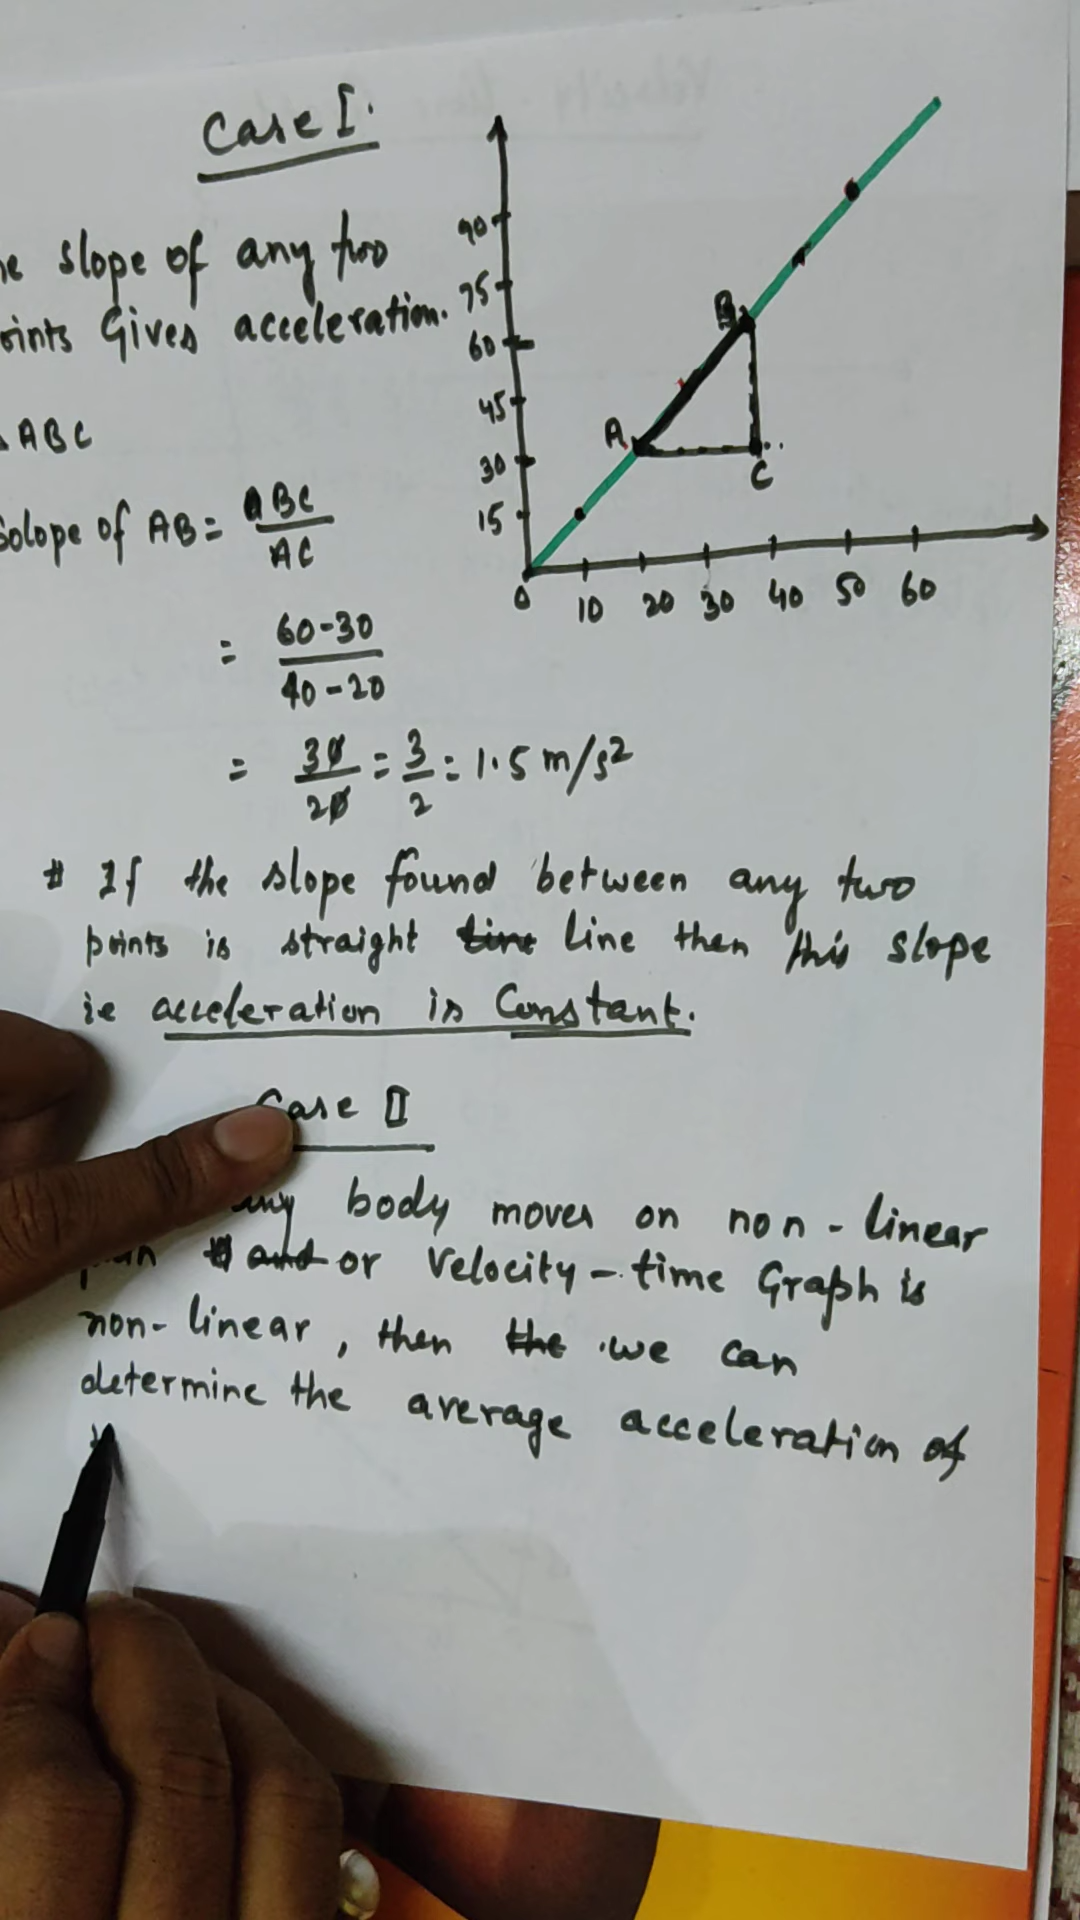 Case I.
slope of any two
Gives acceleration.
ABC
Solope of AB = BC
AC
= 60-30
40-20
= 30 = 3 = 1.5 m/s²
20 2
90
75
60
45
30
15
A
B
C
0 10 20 30 40 50 60
# If the slope found between any two
points is straight line Line then this slope
ie acceleration is Constant.
Case II
any body moves on non-linear
and or Velocity-time Graph is
non-linear, then the we can
determine the average acceleration of